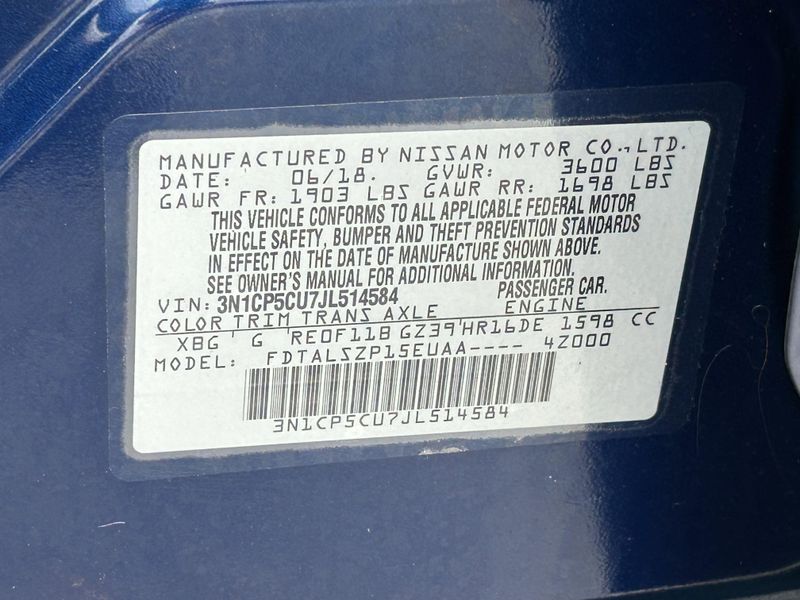 MANUFACTURED BY NISSAN MOTOR CO., LTD.
DATE: 06/18. GVWR: 3600 LBS
GAWR FR: 1903 LBS GAWR RR: 1698 LBS
THIS VEHICLE CONFORMS TO ALL APPLICABLE FEDERAL MOTOR
VEHICLE SAFETY, BUMPER AND THEFT PREVENTION STANDARDS
IN EFFECT ON THE DATE OF MANUFACTURE SHOWN ABOVE.
SEE OWNER'S MANUAL FOR ADDITIONAL INFORMATION.
VIN: 3N1CP5CU7JL514584 PASSENGER CAR.
COLOR TRIM TRANS AXLE ENGINE
XBG G RE0F11B GZ39 HR16DE 1598 CC
MODEL: FDTALSZP15EUAA---- 4Z000
3N1CP5CU7JL514584